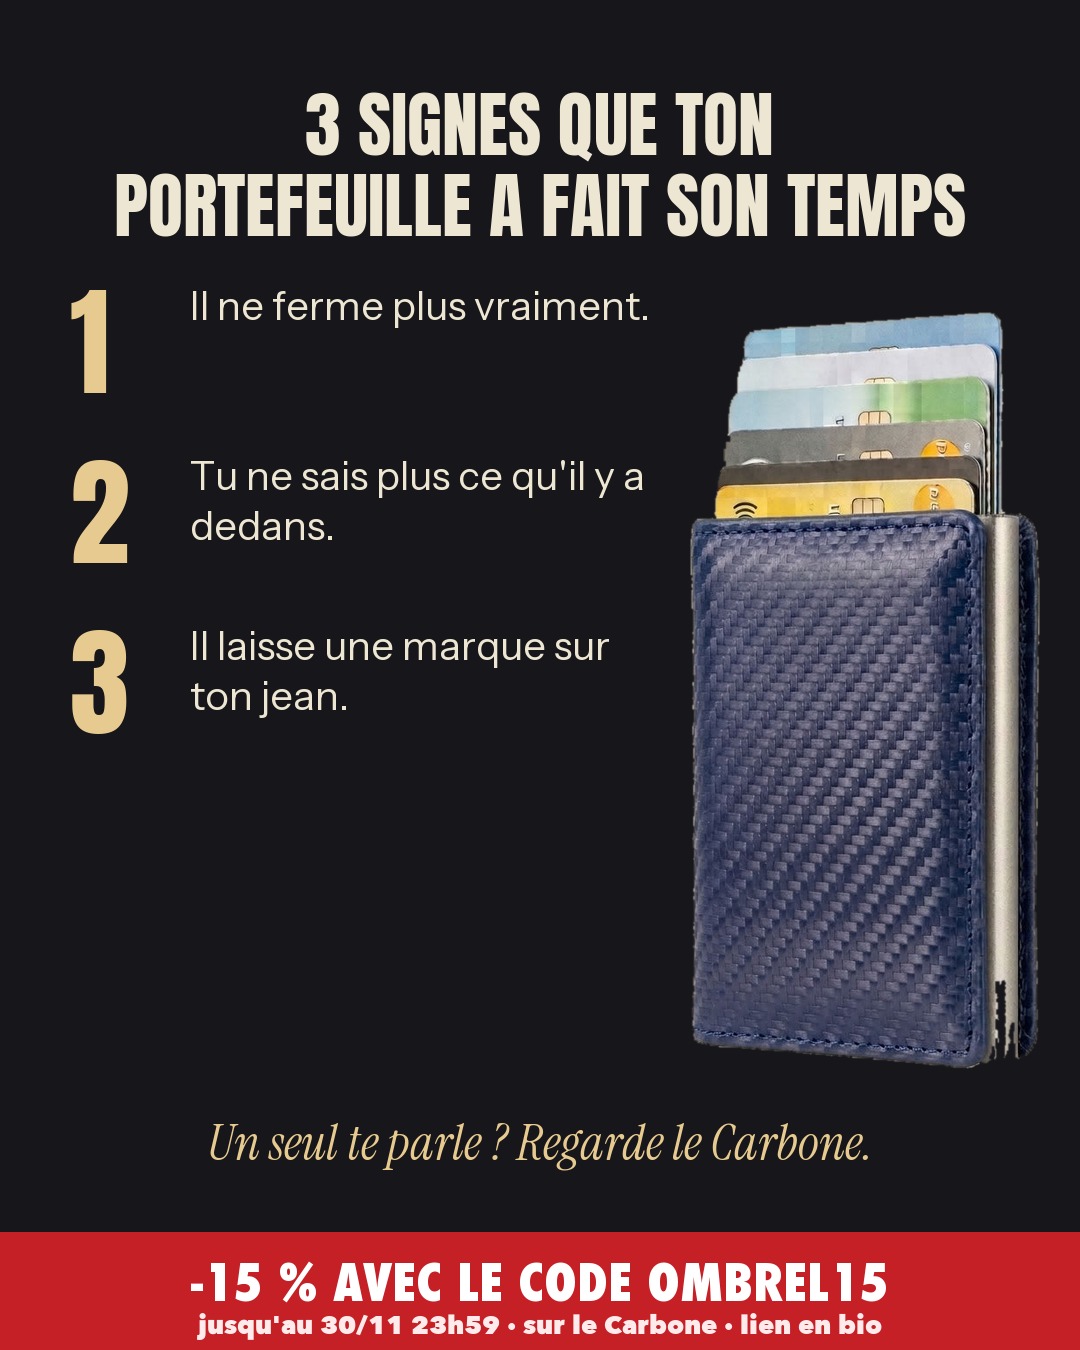 3 SIGNES QUE TON
PORTEFEUILLE A FAIT SON TEMPS
1
Il ne ferme plus vraiment.
2
Tu ne sais plus ce qu'il y a
dedans.
3
Il laisse une marque sur
ton jean.
Un seul te parle ? Regarde le Carbone.
-15 % AVEC LE CODE OMBREL15
jusqu'au 30/11 23h59 • sur le Carbone • lien en bio